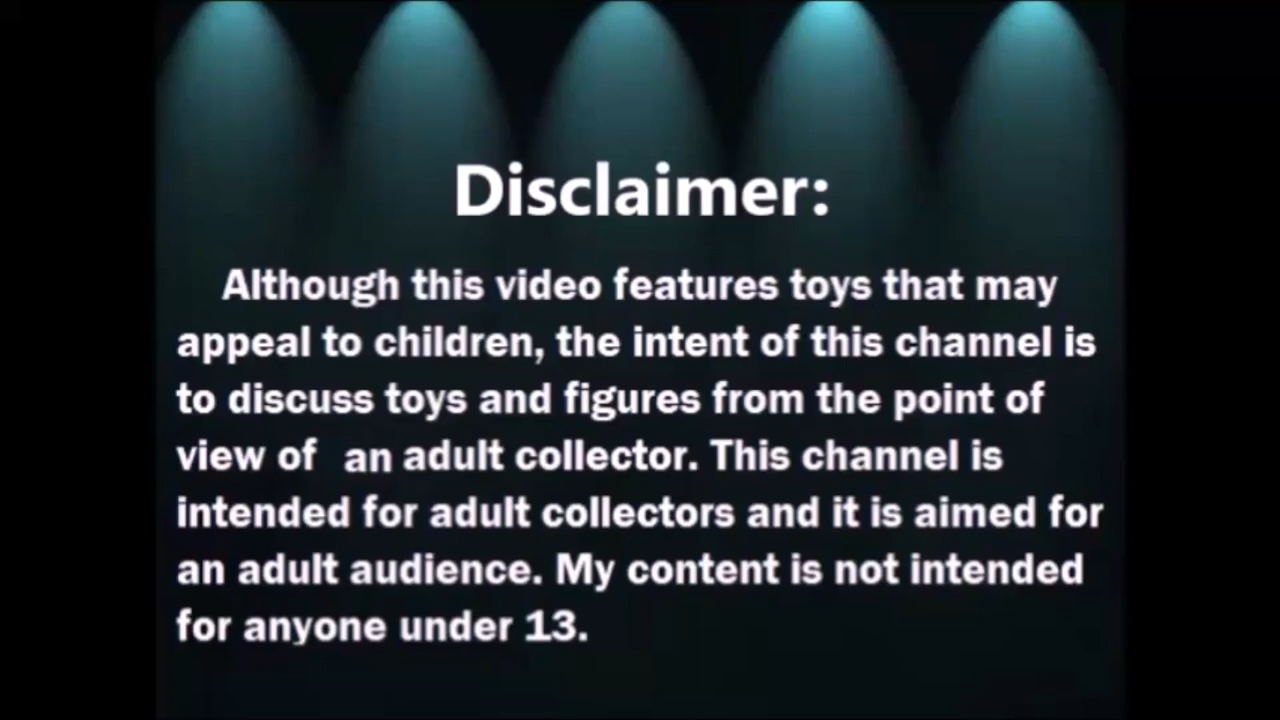 Disclaimer:
Although this video features toys that may
appeal to children, the intent of this channel is
to discuss toys and figures from the point of
view of an adult collector. This channel is
intended for adult collectors and it is aimed for
an adult audience. My content is not intended
for anyone under 13.